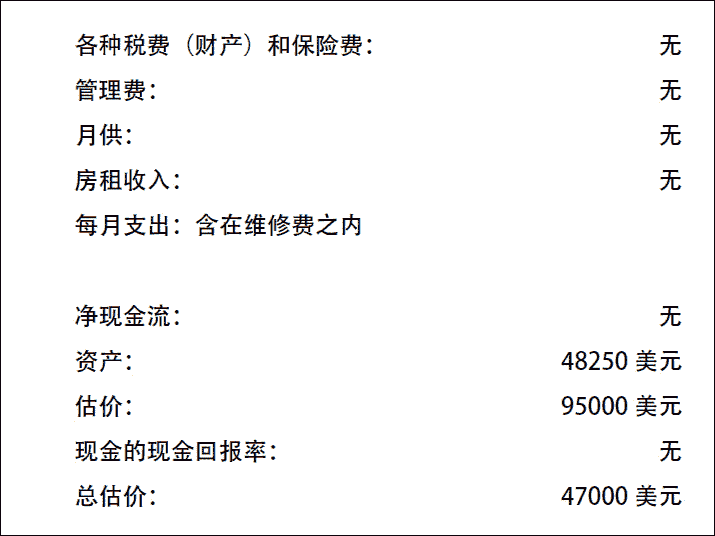 各种税费（财产）和保险费： 无
管理费： 无
月供： 无
房租收入： 无
每月支出：含在维修费之内
净现金流： 无
资产： 48250 美元
估价： 95000 美元
现金的现金回报率： 无
总估价： 47000 美元